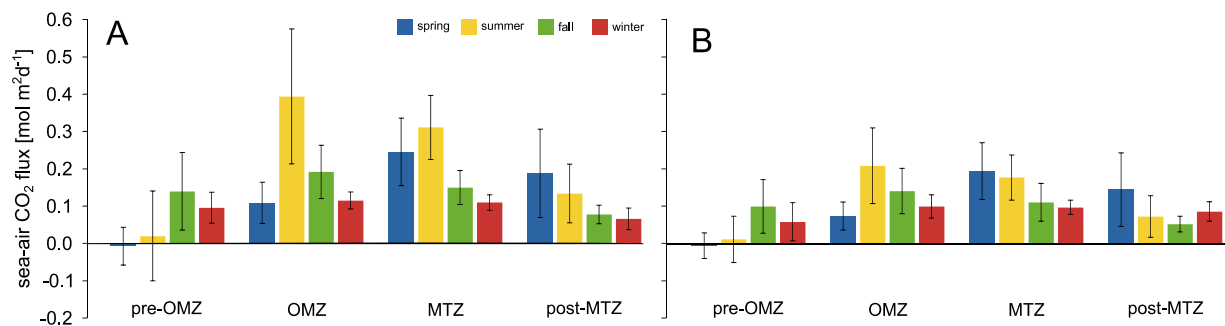 A
spring summer fall winter
B
sea-air CO₂ flux [mol m²d⁻¹]
0.6
0.5
0.4
0.3
0.2
0.1
0.0
-0.1
-0.2
pre-OMZ OMZ MTZ post-MTZ
pre-OMZ OMZ MTZ post-MTZ